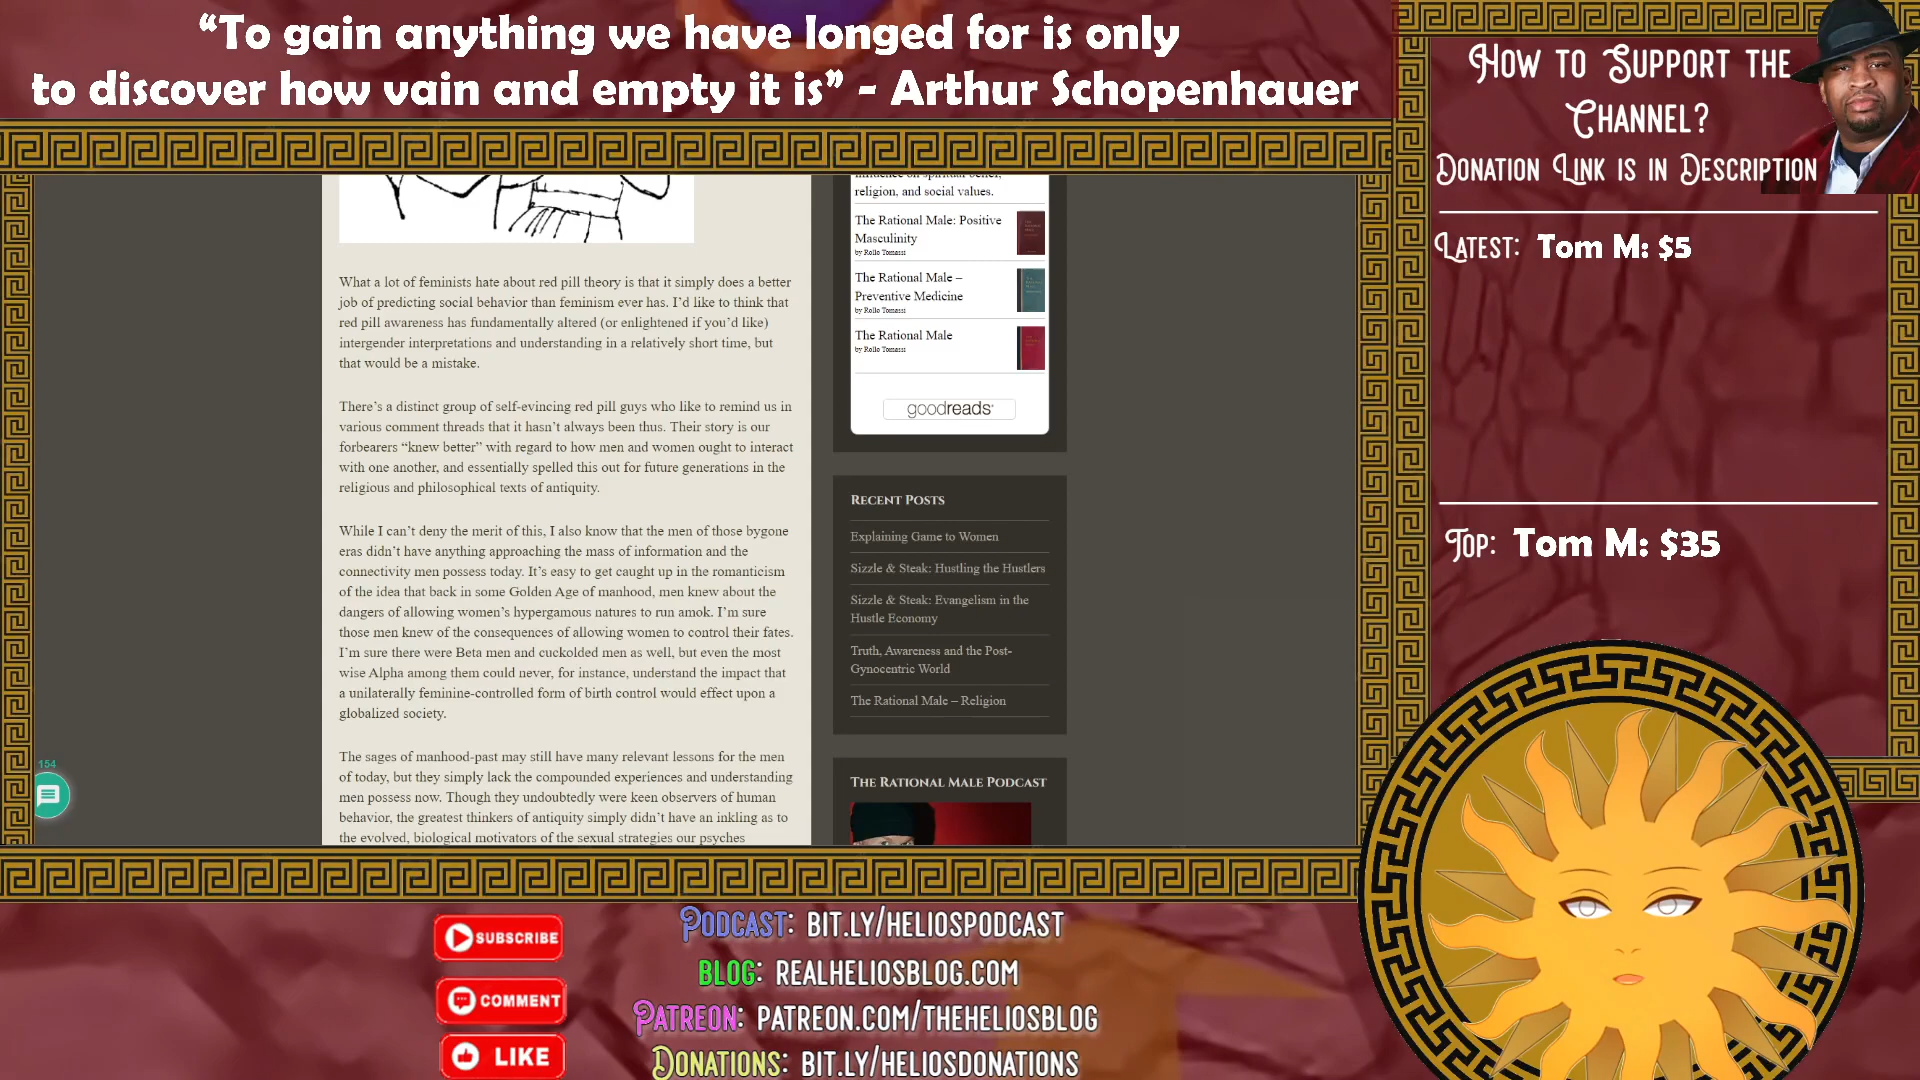 “To gain anything we have longed for is only
to discover how vain and empty it is” - Arthur Schopenhauer
How to Support the
Channel?
Donation Link is in Description
Latest: Tom M: $5
Top: Tom M: $35
What a lot of feminists hate about red pill theory is that it simply does a better
job of predicting social behavior than feminism ever has. I’d like to think that
red pill awareness has fundamentally altered (or enlightened if you’d like)
intergender interpretations and understanding in a relatively short time, but
that would be a mistake.
There’s a distinct group of self-evincing red pill guys who like to remind us in
various comment threads that it hasn’t always been thus. Their story is our
forbearers “knew better” with regard to how men and women ought to interact
with one another, and essentially spelled this out for future generations in the
religious and philosophical texts of antiquity.
While I can’t deny the merit of this, I also know that the men of those bygone
eras didn’t have anything approaching the mass of information and the
connectivity men possess today. It’s easy to get caught up in the romanticism
of the idea that back in some Golden Age of manhood, men knew about the
dangers of allowing women’s hypergamous natures to run amok. I’m sure
those men knew of the consequences of allowing women to control their fates.
I’m sure there were Beta men and cuckolded men as well, but even the most
wise Alpha among them could never, for instance, understand the impact that
a unilaterally feminine-controlled form of birth control would effect upon a
globalized society.
The sages of manhood-past may still have many relevant lessons for the men
of today, but they simply lack the compounded experiences and understanding
men possess now. Though they undoubtedly were keen observers of human
behavior, the greatest thinkers of antiquity simply didn’t have an inkling as to
the evolved, biological motivators of the sexual strategies our psyches
influence on spiritual belief,
religion, and social values.
The Rational Male: Positive
Masculinity
by Rollo Tomassi
The Rational Male –
Preventive Medicine
by Rollo Tomassi
The Rational Male
by Rollo Tomassi
goodreads
Recent Posts
Explaining Game to Women
Sizzle & Steak: Hustling the Hustlers
Sizzle & Steak: Evangelism in the
Hustle Economy
Truth, Awareness and the Post-
Gynocentric World
The Rational Male – Religion
The Rational Male Podcast
154
SUBSCRIBE
COMMENT
LIKE
Podcast: bit.ly/heliospodcast
Blog: realheliosblog.com
Patreon: patreon.com/theheliosblog
Donations: bit.ly/heliosdonations